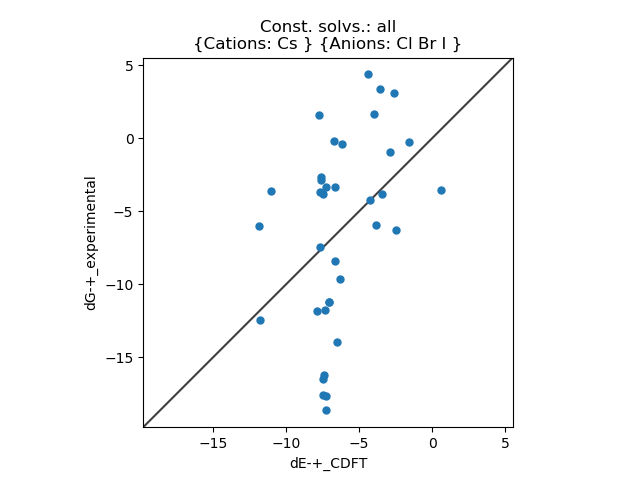 Const. solvs.: all
{Cations: Cs } {Anions: Cl Br I }
dG-+_experimental
5
0
−5
−10
−15
−15
−10
−5
0
5
dE-+_CDFT